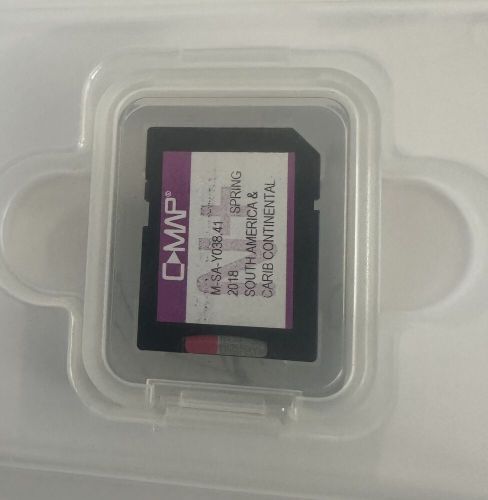 C-MAP®
M-SA-Y038.41
2018 SPRING
SOUTH AMERICA &
CARIB CONTINENTAL